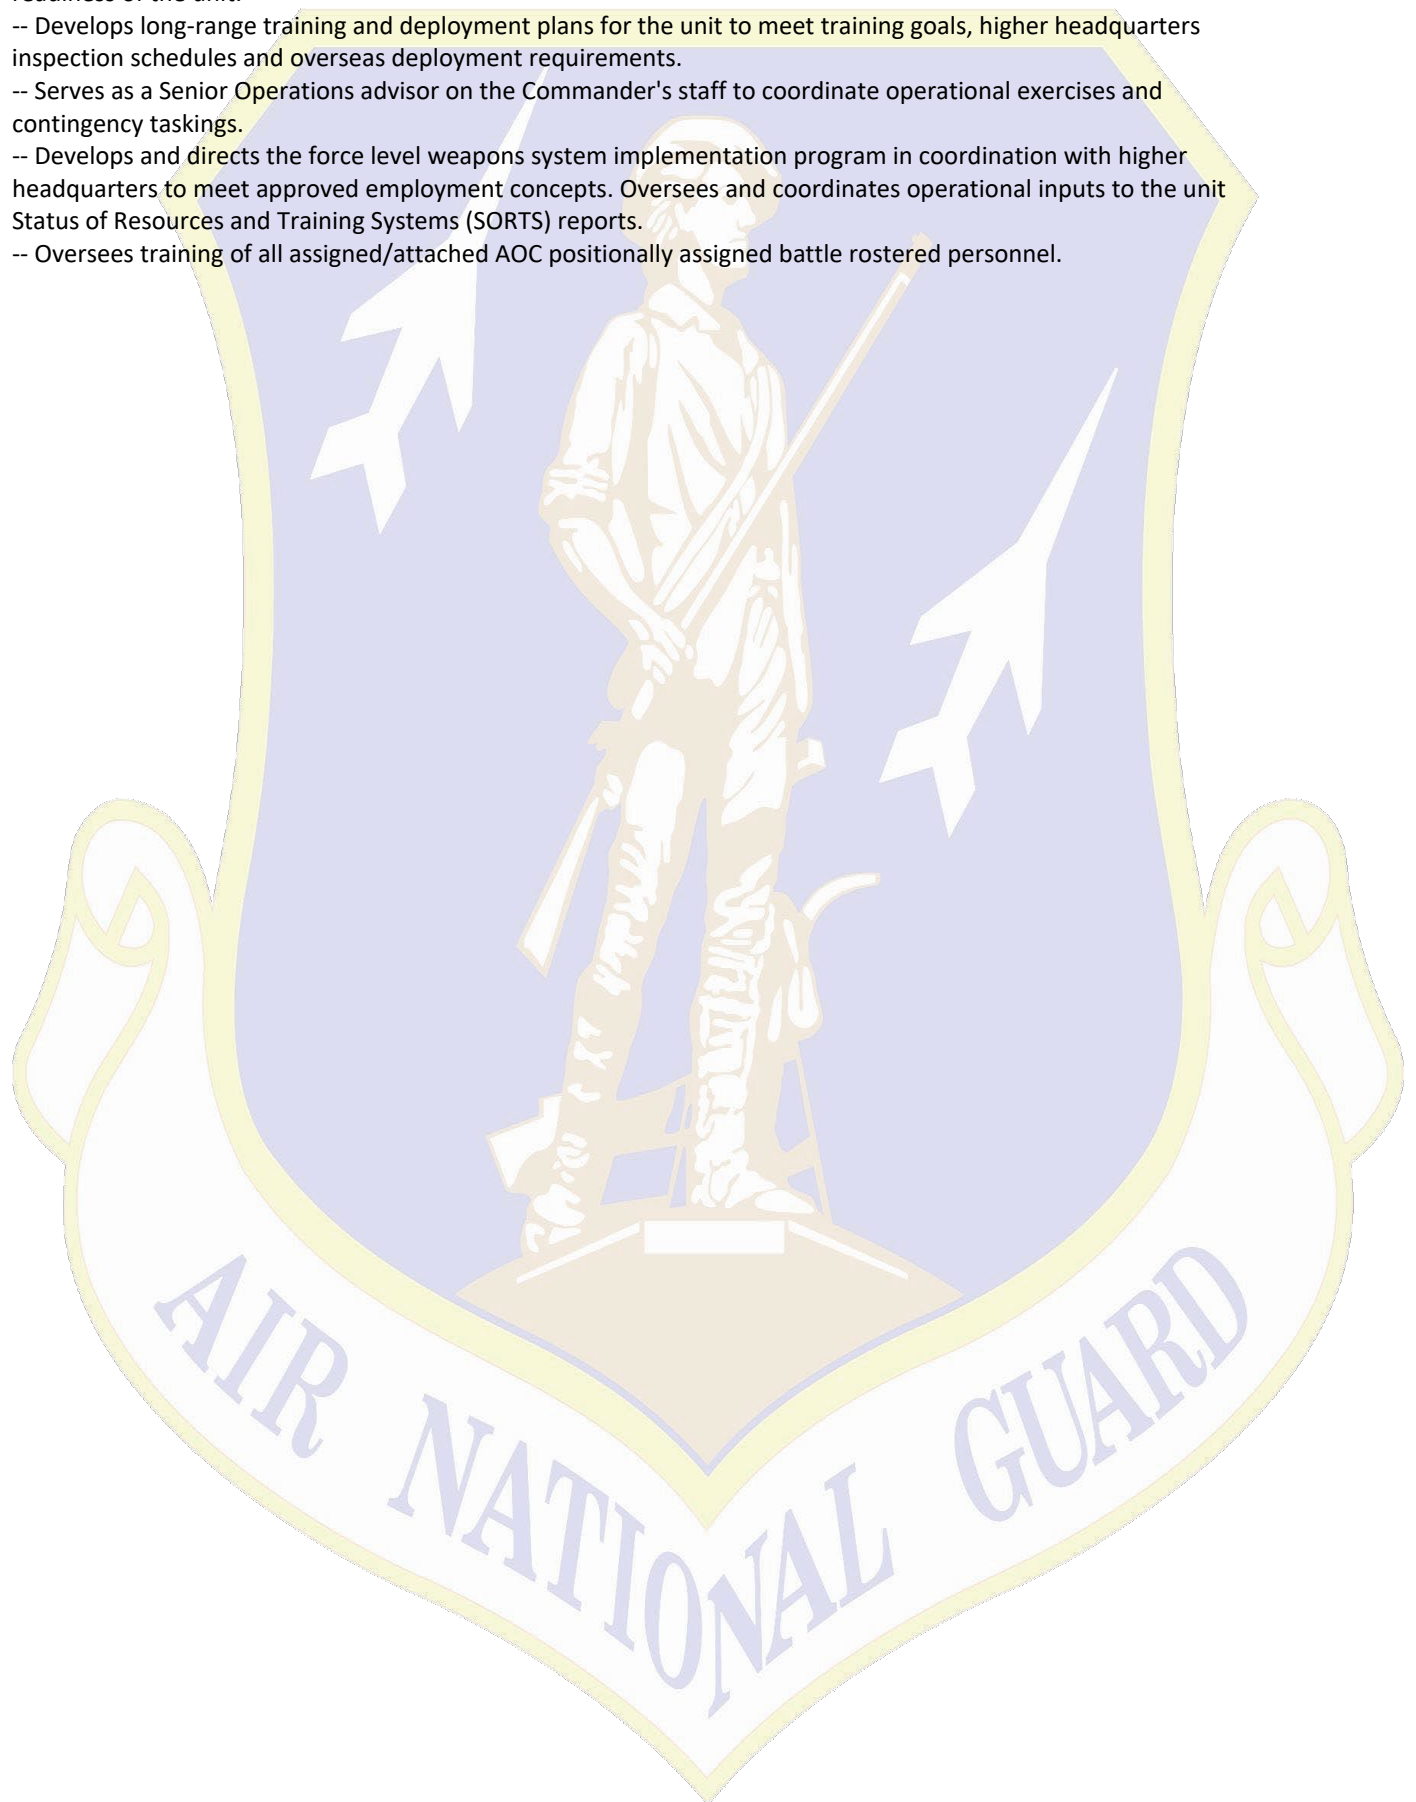 readiness of the unit.
-- Develops long-range training and deployment plans for the unit to meet training goals, higher headquarters
inspection schedules and overseas deployment requirements.
-- Serves as a Senior Operations advisor on the Commander's staff to coordinate operational exercises and
contingency taskings.
-- Develops and directs the force level weapons system implementation program in coordination with higher
headquarters to meet approved employment concepts. Oversees and coordinates operational inputs to the unit
Status of Resources and Training Systems (SORTS) reports.
-- Oversees training of all assigned/attached AOC positionally assigned battle rostered personnel.
AIR NATIONAL GUARD